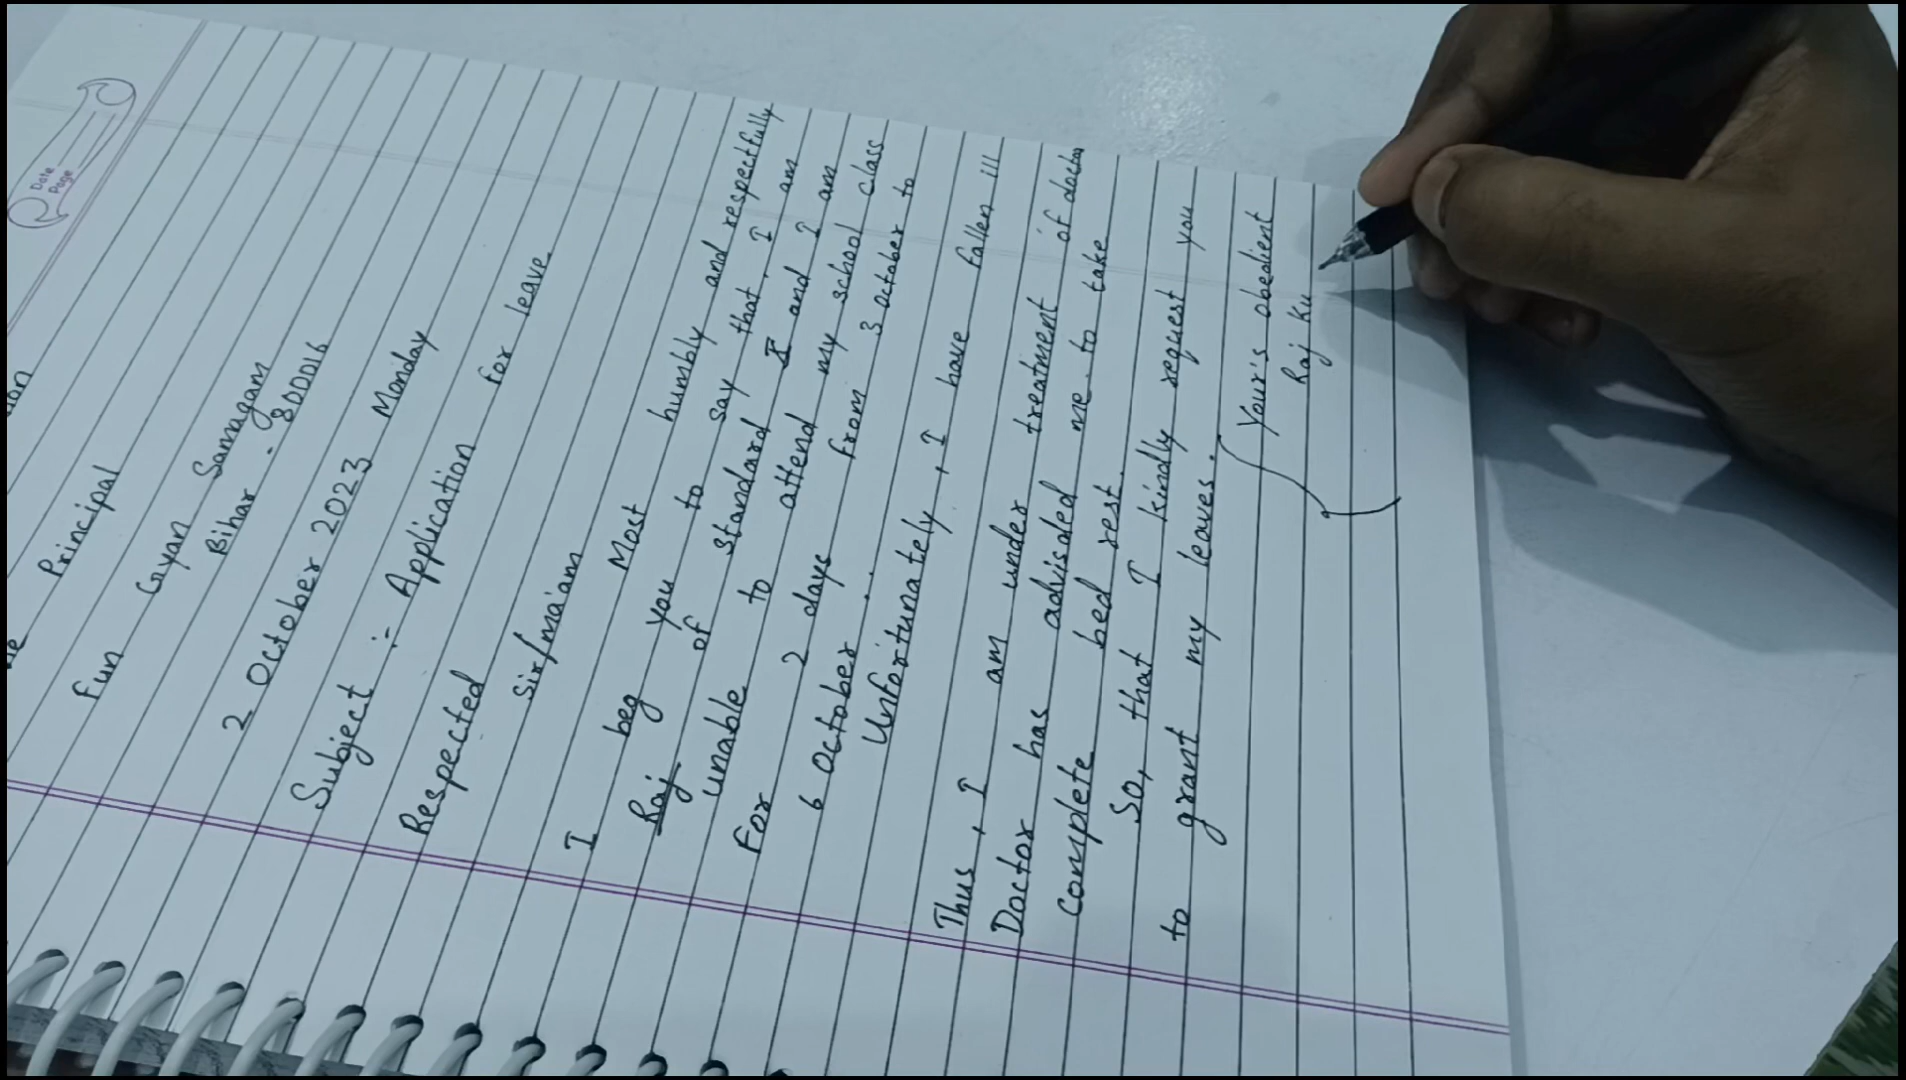 Date
Page
Principal
Fun Gyan Samagam
Bihar - 800016
2 October 2023 Monday
Subject :- Application for leave.
Respected
sir/ma'am
Most humbly and respectfully
I beg you to say that, I am
Raj of standard X and I am
unable to attend my school class
for 2 days from 3 october to
6 October.
Unfortunately, I have fallen ill
Thus, I am under treatment of doctor
Doctor has advisded me to take
complete bed rest.
So, that I kindly request you
to grant my leaves.
Your's obedient
Raj Ku